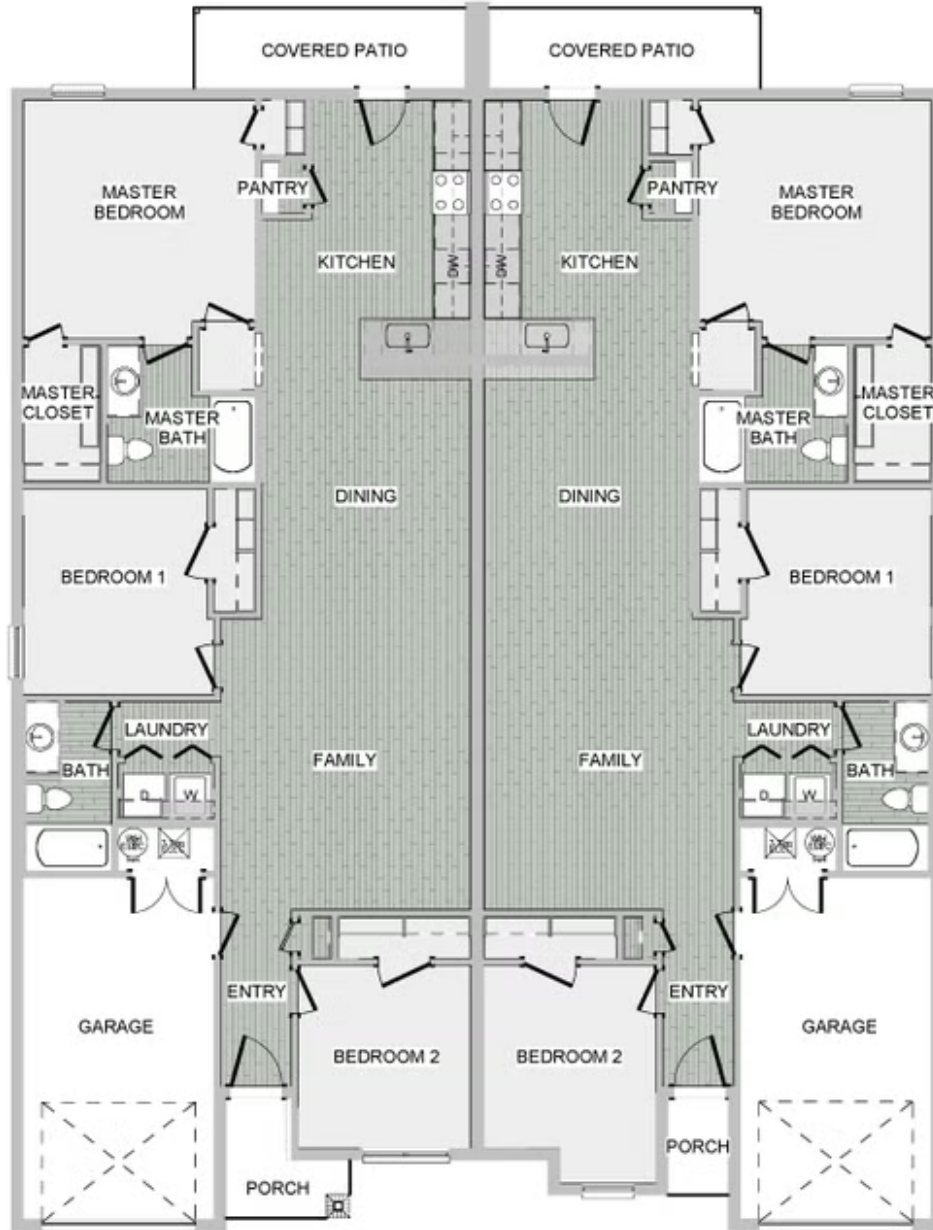 COVERED PATIO
COVERED PATIO
MASTER
BEDROOM
PANTRY
PANTRY
MASTER
BEDROOM
KITCHEN
KITCHEN
MASTER
CLOSET
MASTER
BATH
MASTER
BATH
MASTER
CLOSET
DINING
DINING
BEDROOM 1
BEDROOM 1
LAUNDRY
LAUNDRY
BATH
FAMILY
FAMILY
BATH
D
W
D
W
ENTRY
ENTRY
GARAGE
GARAGE
BEDROOM 2
BEDROOM 2
PORCH
PORCH